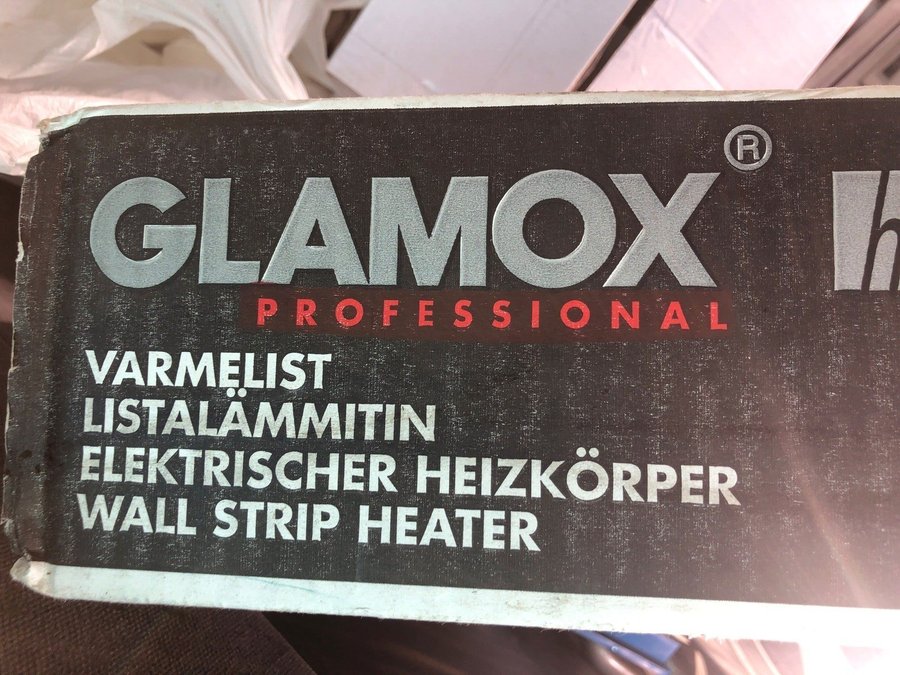 GLAMOX®
PROFESSIONAL
VARMELIST
LISTALÄMMITIN
ELEKTRISCHER HEIZKÖRPER
WALL STRIP HEATER